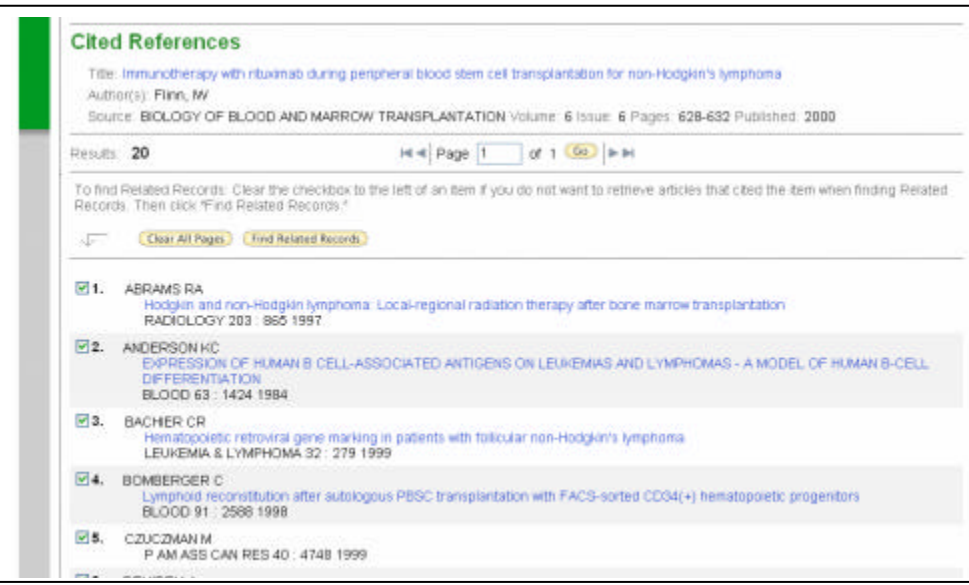 Cited References
Title: Immunotherapy with rituximab during peripheral blood stem cell transplantation for non-Hodgkin's lymphoma
Author(s): Flinn, IW
Source: BIOLOGY OF BLOOD AND MARROW TRANSPLANTATION Volume: 6 Issue: 6 Pages: 628-632 Published: 2000
Results: 20 Page 1 of 1 Go
To find Related Records: Clear the checkbox to the left of an item if you do not want to retrieve articles that cited the item when finding Related
Records. Then click "Find Related Records."
Clear All Pages Find Related Records
1. ABRAMS RA
Hodgkin and non-Hodgkin lymphoma: Local-regional radiation therapy after bone marrow transplantation
RADIOLOGY 203 : 865 1997
2. ANDERSON KC
EXPRESSION OF HUMAN B CELL-ASSOCIATED ANTIGENS ON LEUKEMIAS AND LYMPHOMAS - A MODEL OF HUMAN B-CELL
DIFFERENTIATION
BLOOD 63 : 1424 1984
3. BACHIER CR
Hematopoietic retroviral gene marking in patients with follicular non-Hodgkin's lymphoma
LEUKEMIA & LYMPHOMA 32 : 279 1999
4. BOMBERGER C
Lymphoid reconstitution after autologous PBSC transplantation with FACS-sorted CD34(+) hematopoietic progenitors
BLOOD 91 : 2588 1998
5. CZUCZMAN M
P AM ASS CAN RES 40 : 4748 1999